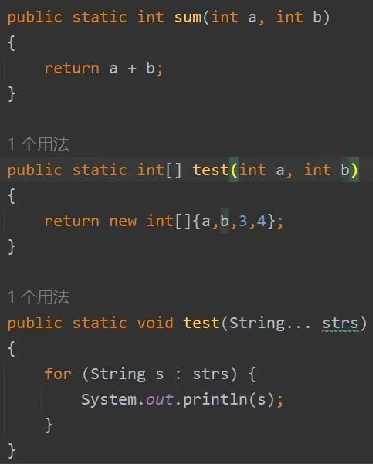 public static int sum(int a, int b)
{
    return a + b;
}
1 个用法
public static int[] test(int a, int b)
{
    return new int[]{a,b,3,4};
}
1 个用法
public static void test(String... strs)
{
    for (String s : strs) {
        System.out.println(s);
    }
}